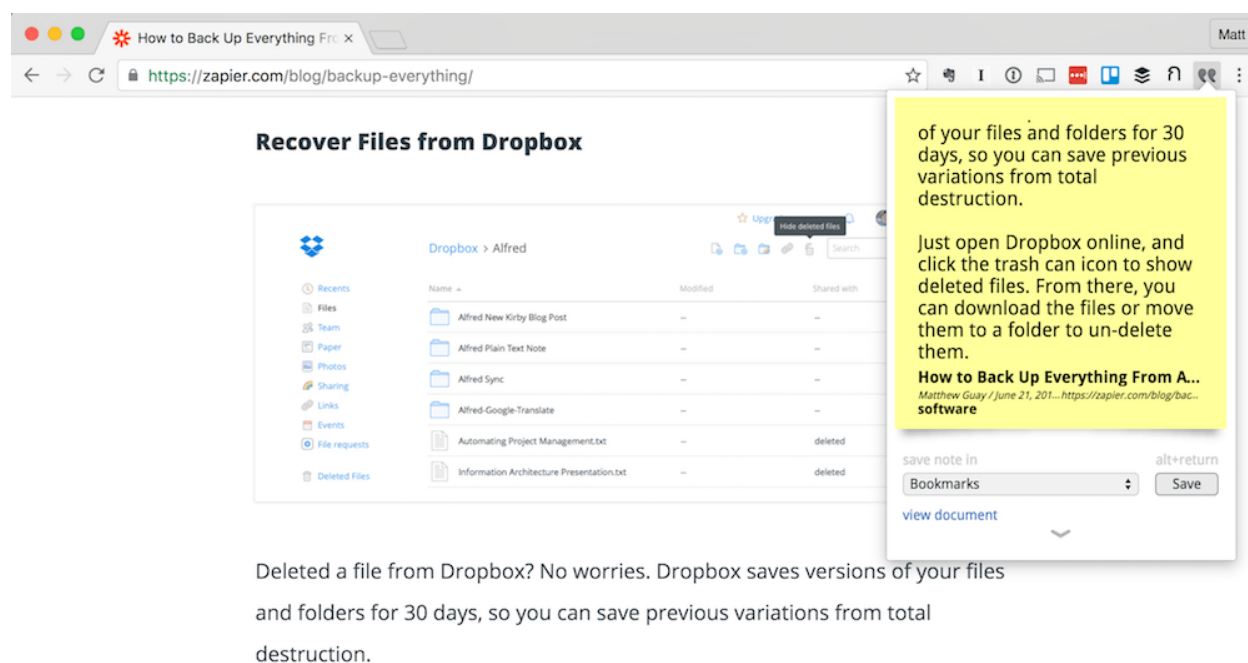 How to Back Up Everything Fro
Matt
https://zapier.com/blog/backup-everything/
Recover Files from Dropbox
Hide deleted files
Dropbox > Alfred
Search
Recents
Files
Team
Paper
Photos
Sharing
Links
Events
File requests
Deleted Files
Name
Modified
Shared with
Alfred New Kirby Blog Post
–
–
Alfred Plain Text Note
–
–
Alfred Sync
–
–
Alfred-Google-Translate
–
–
Automating Project Management.txt
–
deleted
Information Architecture Presentation.txt
–
deleted
of your files and folders for 30
days, so you can save previous
variations from total
destruction.
Just open Dropbox online, and
click the trash can icon to show
deleted files. From there, you
can download the files or move
them to a folder to un-delete
them.
How to Back Up Everything From A...
Matthew Guay / June 21, 201...https://zapier.com/blog/bac...
software
save note in
alt+return
Bookmarks
Save
view document
Deleted a file from Dropbox? No worries. Dropbox saves versions of your files
and folders for 30 days, so you can save previous variations from total
destruction.